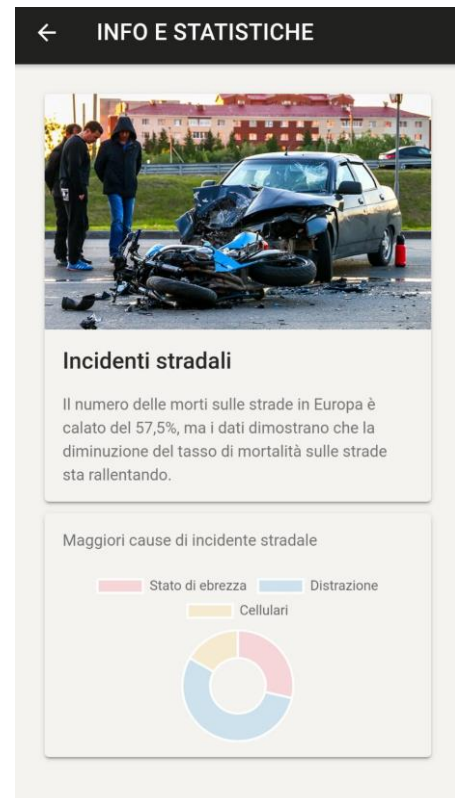 INFO E STATISTICHE
Incidenti stradali
Il numero delle morti sulle strade in Europa è
calato del 57,5%, ma i dati dimostrano che la
diminuzione del tasso di mortalità sulle strade
sta rallentando.
Maggiori cause di incidente stradale
Stato di ebrezza Distrazione
Cellulari